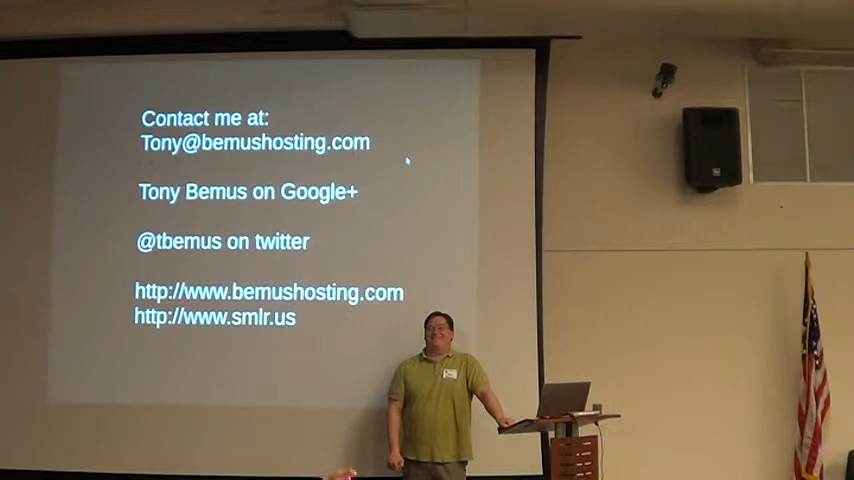 Contact me at:
Tony@bemushosting.com
Tony Bemus on Google+
@tbemus on twitter
http://www.bemushosting.com
http://www.smlr.us